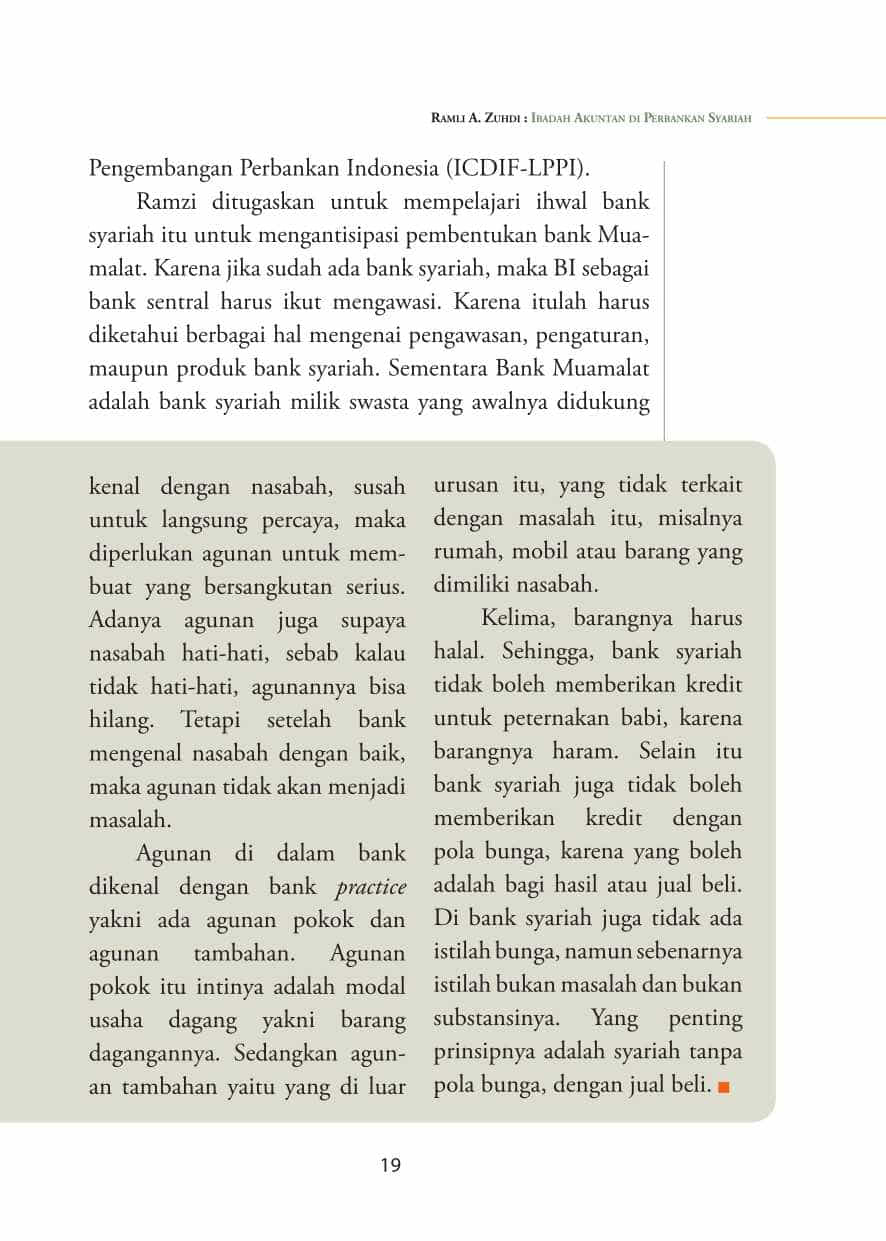 Ramli A. Zuhdi : Ibadah Akuntan di Perbankan Syariah
Pengembangan Perbankan Indonesia (ICDIF-LPPI).
Ramzi ditugaskan untuk mempelajari ihwal bank
syariah itu untuk mengantisipasi pembentukan bank Mua-
malat. Karena jika sudah ada bank syariah, maka BI sebagai
bank sentral harus ikut mengawasi. Karena itulah harus
diketahui berbagai hal mengenai pengawasan, pengaturan,
maupun produk bank syariah. Sementara Bank Muamalat
adalah bank syariah milik swasta yang awalnya didukung
kenal dengan nasabah, susah
untuk langsung percaya, maka
diperlukan agunan untuk mem-
buat yang bersangkutan serius.
Adanya agunan juga supaya
nasabah hati-hati, sebab kalau
tidak hati-hati, agunannya bisa
hilang. Tetapi setelah bank
mengenal nasabah dengan baik,
maka agunan tidak akan menjadi
masalah.
Agunan di dalam bank
dikenal dengan bank practice
yakni ada agunan pokok dan
agunan tambahan. Agunan
pokok itu intinya adalah modal
usaha dagang yakni barang
dagangannya. Sedangkan agun-
an tambahan yaitu yang di luar
urusan itu, yang tidak terkait
dengan masalah itu, misalnya
rumah, mobil atau barang yang
dimiliki nasabah.
Kelima, barangnya harus
halal. Sehingga, bank syariah
tidak boleh memberikan kredit
untuk peternakan babi, karena
barangnya haram. Selain itu
bank syariah juga tidak boleh
memberikan kredit dengan
pola bunga, karena yang boleh
adalah bagi hasil atau jual beli.
Di bank syariah juga tidak ada
istilah bunga, namun sebenarnya
istilah bukan masalah dan bukan
substansinya. Yang penting
prinsipnya adalah syariah tanpa
pola bunga, dengan jual beli.
19